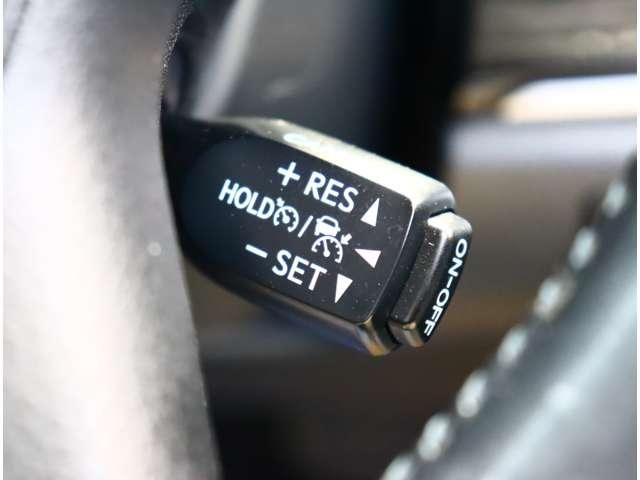 + RES ▲
HOLD /
- SET ▼
ON-OFF